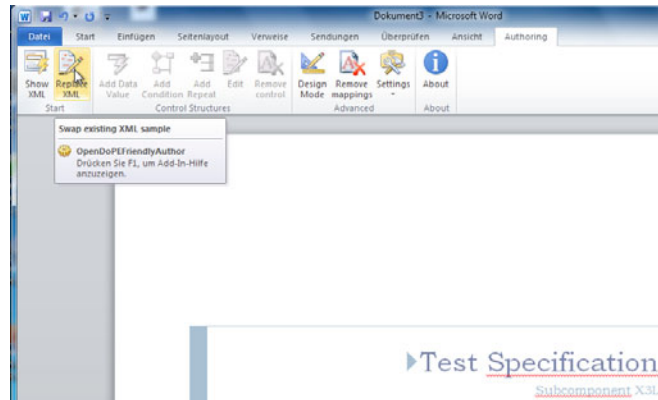 Dokument3 - Microsoft Word
Datei Start Einfügen Seitenlayout Verweise Sendungen Überprüfen Ansicht Authoring
Show XML
Replace XML
Add Data Value
Add Condition
Add Repeat
Edit
Remove control
Design Mode
Remove mappings
Settings
About
Start Control Structures Advanced About
Swap existing XML sample
OpenDoPEFriendlyAuthor
Drücken Sie F1, um Add-In-Hilfe
anzuzeigen.
Test Specification
Subcomponent X3L